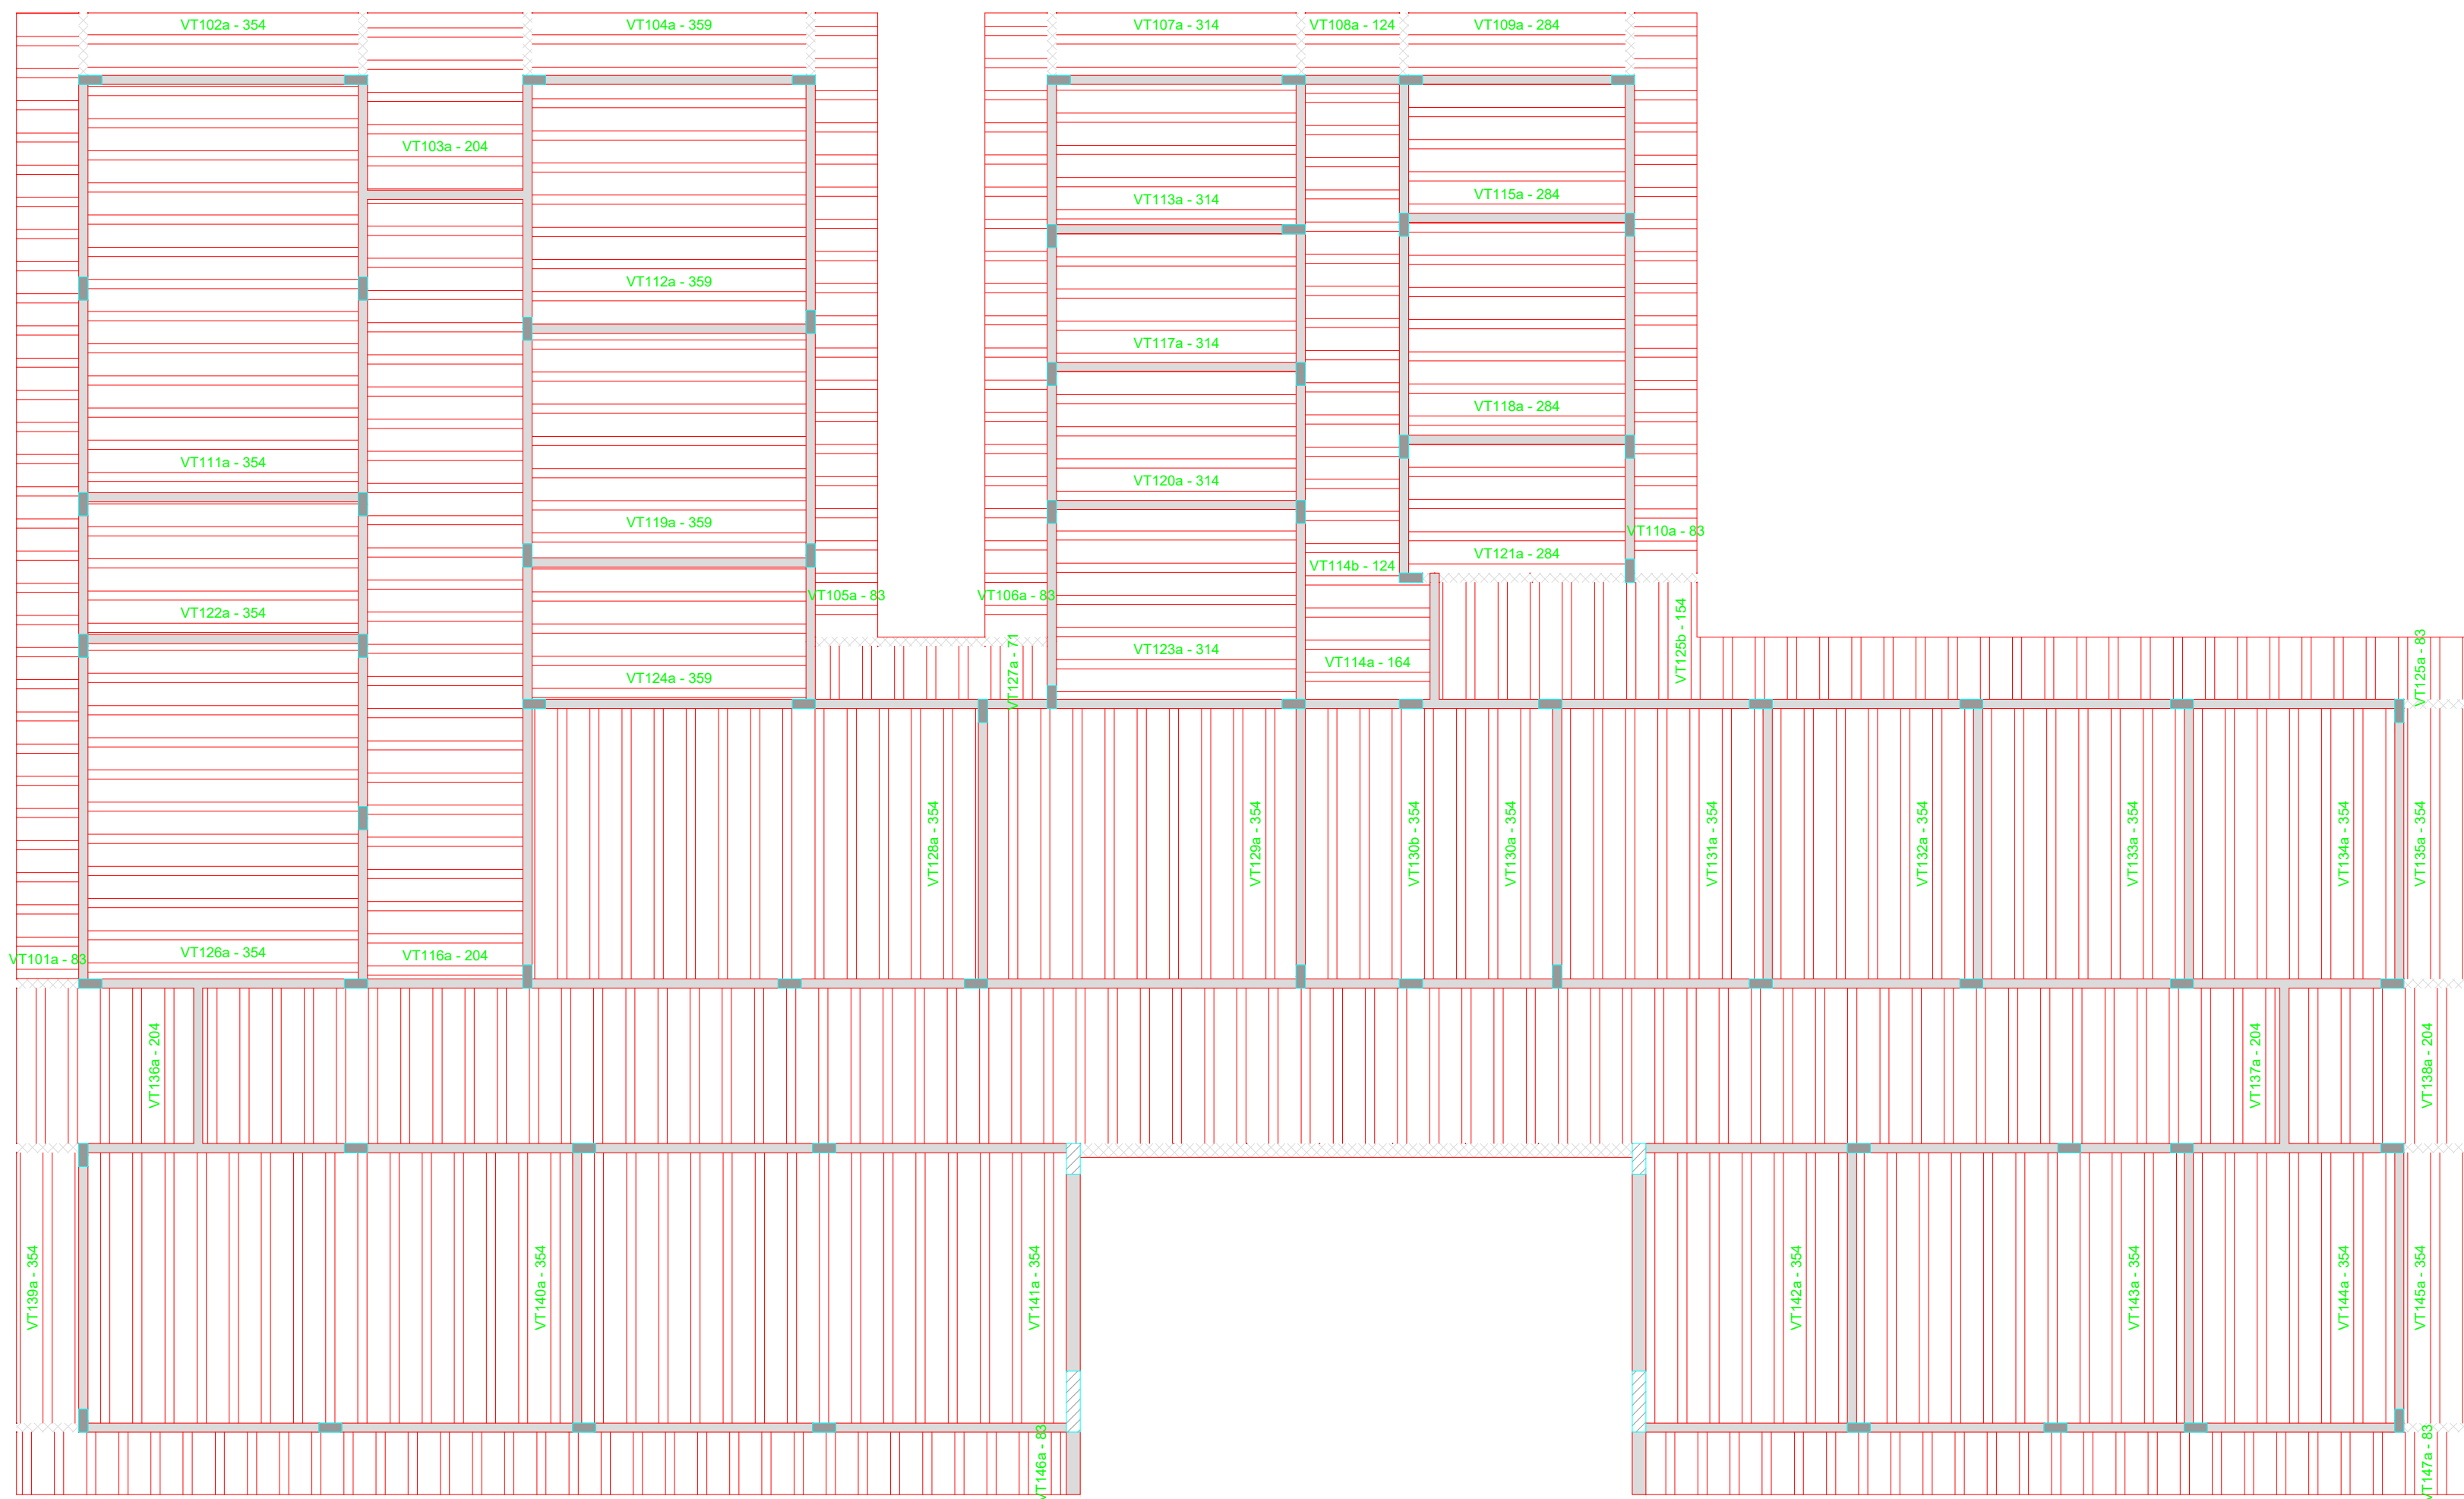 VT102a - 354
VT104a - 359
VT107a - 314
VT108a - 124
VT109a - 284
VT103a - 204
VT113a - 314
VT115a - 284
VT112a - 359
VT117a - 314
VT118a - 284
VT111a - 354
VT120a - 314
VT119a - 359
VT110a - 83
VT121a - 284
VT114b - 124
VT105a - 83
VT106a - 83
VT122a - 354
VT125b - 154
VT123a - 314
VT114a - 164
VT127a - 71
VT125a - 83
VT124a - 359
VT128a - 354
VT129a - 354
VT130b - 354
VT130a - 354
VT131a - 354
VT132a - 354
VT133a - 354
VT134a - 354
VT135a - 354
VT101a - 83
VT126a - 354
VT116a - 204
VT136a - 204
VT137a - 204
VT138a - 204
VT139a - 354
VT140a - 354
VT141a - 354
VT142a - 354
VT143a - 354
VT144a - 354
VT145a - 354
VT146a - 83
VT147a - 83